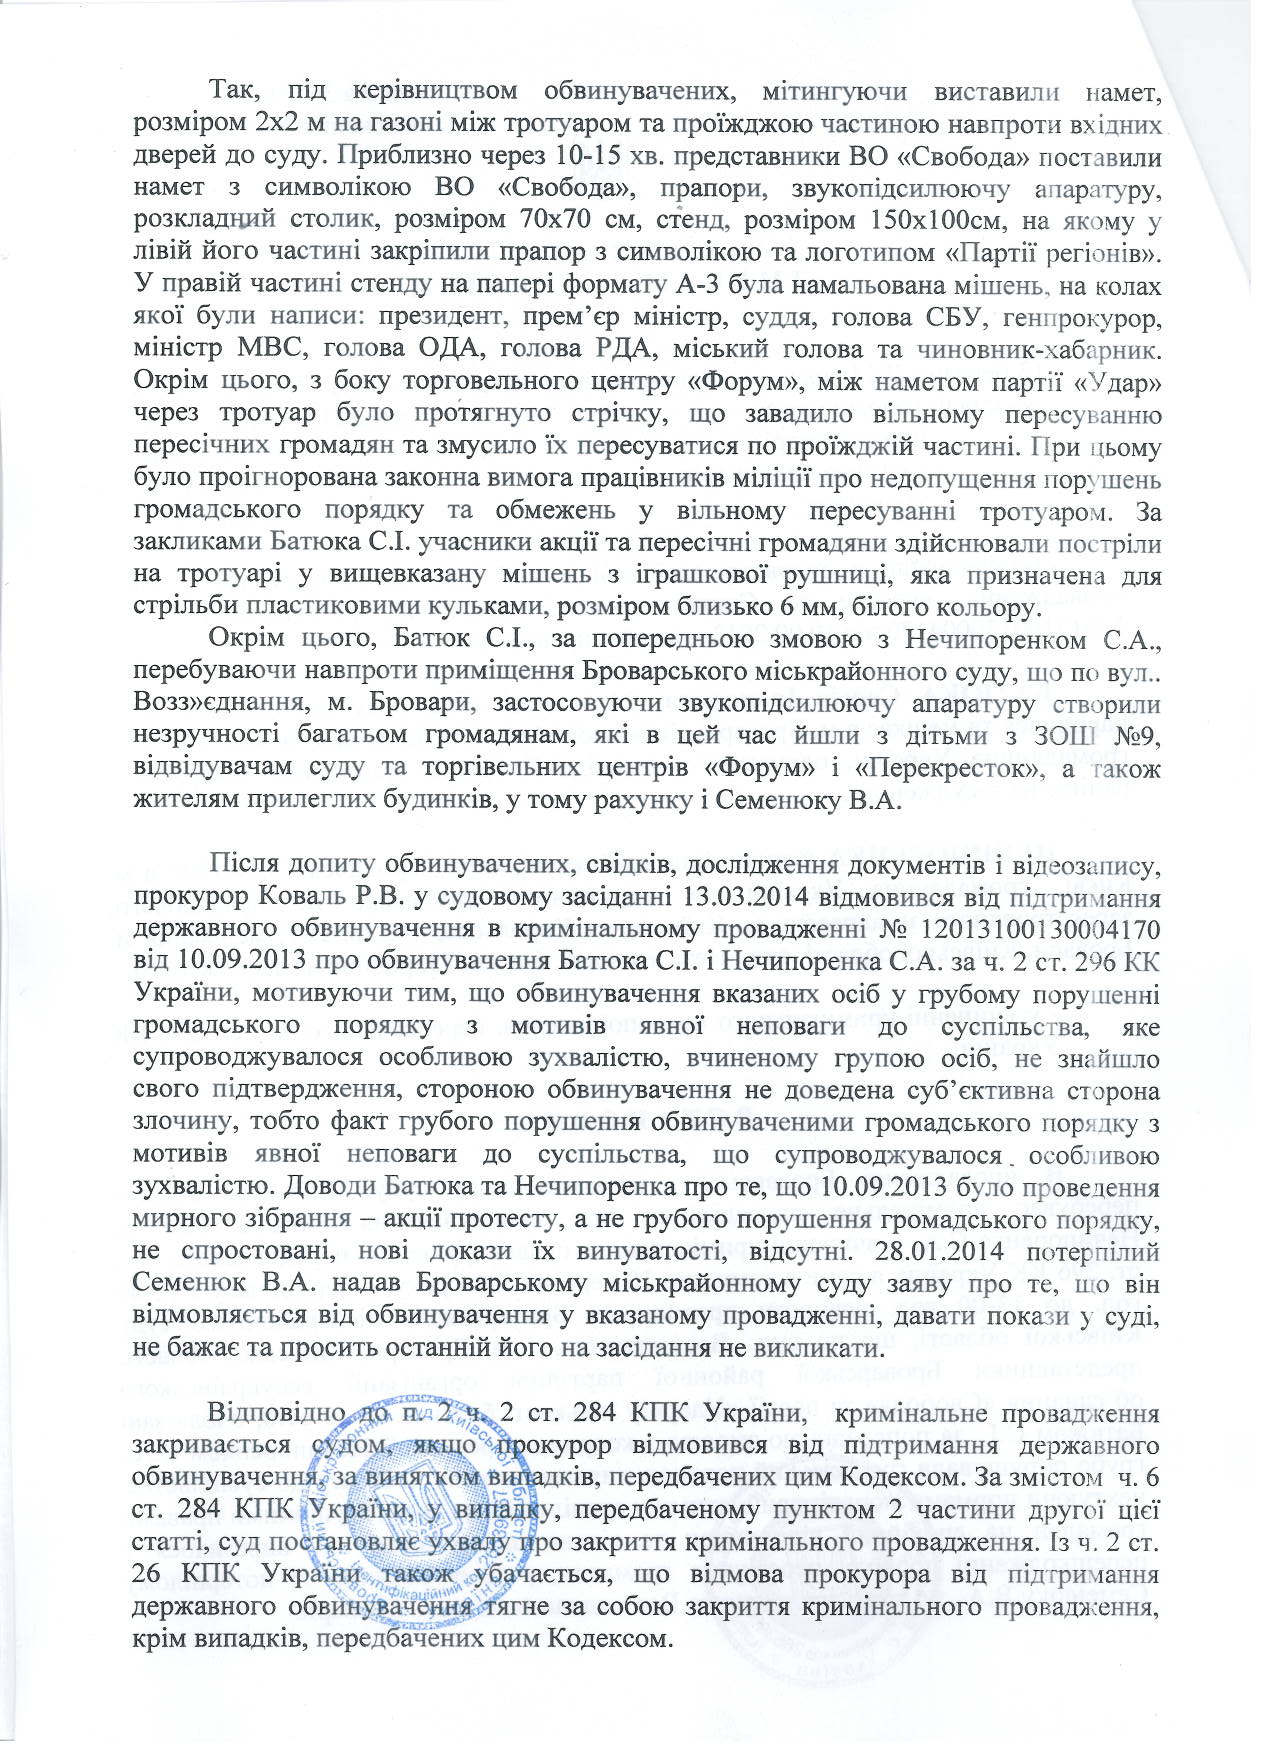 Так, під керівництвом обвинувачених, мітингуючи виставили намет,
розміром 2х2 м на газоні між тротуаром та проїжджою частиною навпроти вхідних
дверей до суду. Приблизно через 10-15 хв. представники ВО «Свобода» поставили
намет з символікою ВО «Свобода», прапори, звукопідсилюючу апаратуру,
розкладний столик, розміром 70х70 см, стенд, розміром 150х100см, на якому у
лівій його частині закріпили прапор з символікою та логотипом «Партії регіонів».
У правій частині стенду на папері формату А-3 була намальована мішень, на колах
якої були написи: президент, прем’єр міністр, суддя, голова СБУ, генпрокурор,
міністр МВС, голова ОДА, голова РДА, міський голова та чиновник-хабарник.
Окрім цього, з боку торговельного центру «Форум», між наметом партії «Удар»
через тротуар було протягнуто стрічку, що завадило вільному пересуванню
пересічних громадян та змусило їх пересуватися по проїжджій частині. При цьому
було проігнорована законна вимога працівників міліції про недопущення порушень
громадського порядку та обмежень у вільному пересуванні тротуаром. За
закликами Батюка С.І. учасники акції та пересічні громадяни здійснювали постріли
на тротуарі у вищевказану мішень з іграшкової рушниці, яка призначена для
стрільби пластиковими кульками, розміром близько 6 мм, білого кольору.
Окрім цього, Батюк С.І., за попередньою змовою з Нечипоренком С.А.,
перебуваючи навпроти приміщення Броварського міськрайонного суду, що по вул..
Возз»єднання, м. Бровари, застосовуючи звукопідсилюючу апаратуру створили
незручності багатьом громадянам, які в цей час йшли з дітьми з ЗОШ №9,
відвідувачам суду та торгівельних центрів «Форум» і «Перекресток», а також
жителям прилеглих будинків, у тому рахунку і Семенюку В.А.
Після допиту обвинувачених, свідків, дослідження документів і відеозапису,
прокурор Коваль Р.В. у судовому засіданні 13.03.2014 відмовився від підтримання
державного обвинувачення в кримінальному провадженні № 12013100130004170
від 10.09.2013 про обвинувачення Батюка С.І. і Нечипоренка С.А. за ч. 2 ст. 296 КК
України, мотивуючи тим, що обвинувачення вказаних осіб у грубому порушенні
громадського порядку з мотивів явної неповаги до суспільства, яке
супроводжувалося особливою зухвалістю, вчиненому групою осіб, не знайшло
свого підтвердження, стороною обвинувачення не доведена суб’єктивна сторона
злочину, тобто факт грубого порушення обвинуваченими громадського порядку з
мотивів явної неповаги до суспільства, що супроводжувалося особливою
зухвалістю. Доводи Батюка та Нечипоренка про те, що 10.09.2013 було проведення
мирного зібрання – акції протесту, а не грубого порушення громадського порядку,
не спростовані, нові докази їх винуватості, відсутні. 28.01.2014 потерпілий
Семенюк В.А. надав Броварському міськрайонному суду заяву про те, що він
відмовляється від обвинувачення у вказаному провадженні, давати покази у суді,
не бажає та просить останній його на засідання не викликати.
Відповідно до п. 2 ч. 2 ст. 284 КПК України, кримінальне провадження
закривається судом, якщо прокурор відмовився від підтримання державного
обвинувачення, за винятком випадків, передбачених цим Кодексом. За змістом ч. 6
ст. 284 КПК України, у випадку, передбаченому пунктом 2 частини другої цієї
статті, суд постановляє ухвалу про закриття кримінального провадження. Із ч. 2 ст.
26 КПК України також убачається, що відмова прокурора від підтримання
державного обвинувачення тягне за собою закриття кримінального провадження,
крім випадків, передбачених цим Кодексом.